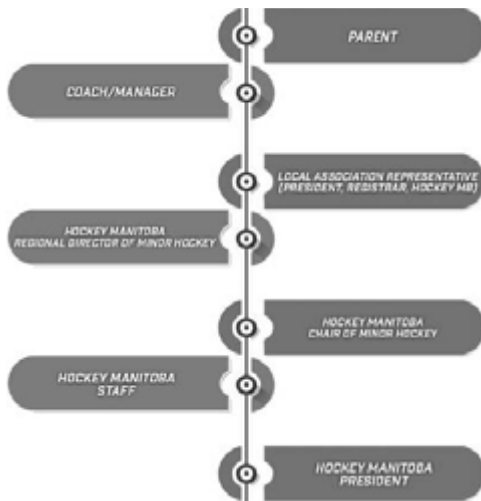 PARENT
COACH/MANAGER
LOCAL ASSOCIATION REPRESENTATIVE
(PRESIDENT, REGISTRAR, HOCKEY MB)
HOCKEY MANITOBA
REGIONAL DIRECTOR OF MINOR HOCKEY
HOCKEY MANITOBA
CHAIR OF MINOR HOCKEY
HOCKEY MANITOBA
STAFF
HOCKEY MANITOBA
PRESIDENT